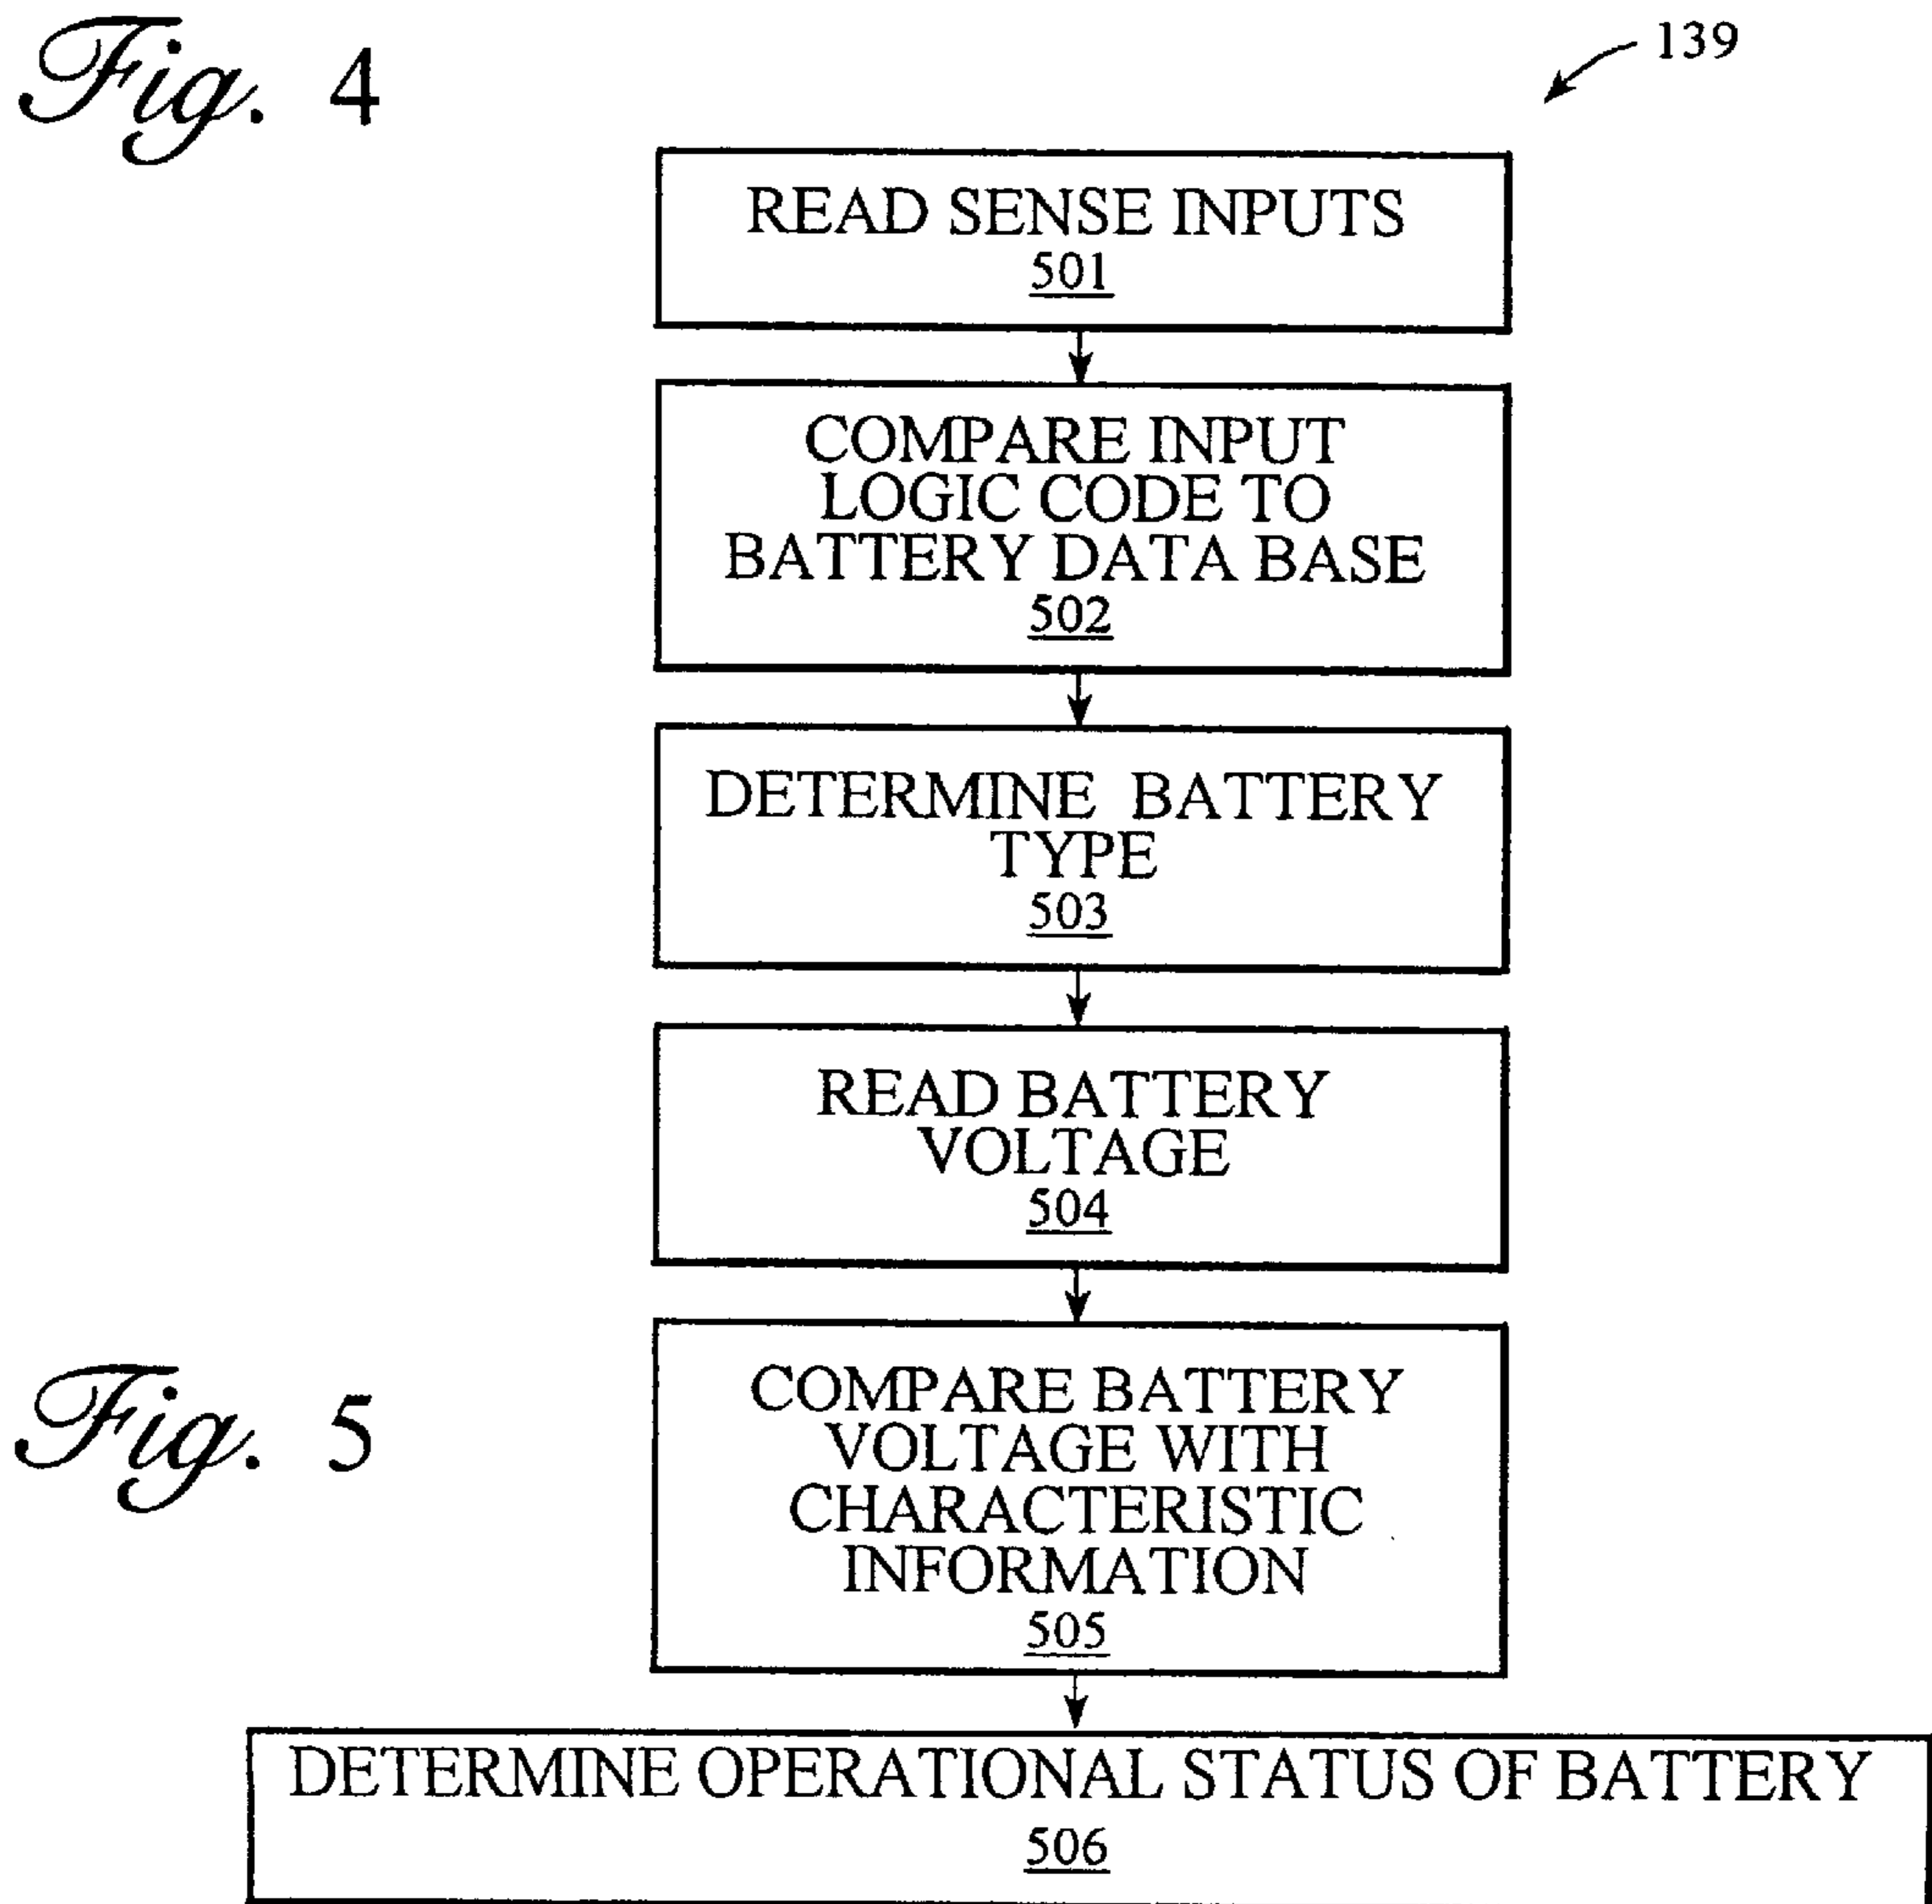 Fig. 4
139
READ SENSE INPUTS
501
COMPARE INPUT
LOGIC CODE TO
BATTERY DATA BASE
502
DETERMINE BATTERY
TYPE
503
READ BATTERY
VOLTAGE
504
Fig. 5
COMPARE BATTERY
VOLTAGE WITH
CHARACTERISTIC
INFORMATION
505
DETERMINE OPERATIONAL STATUS OF BATTERY
506